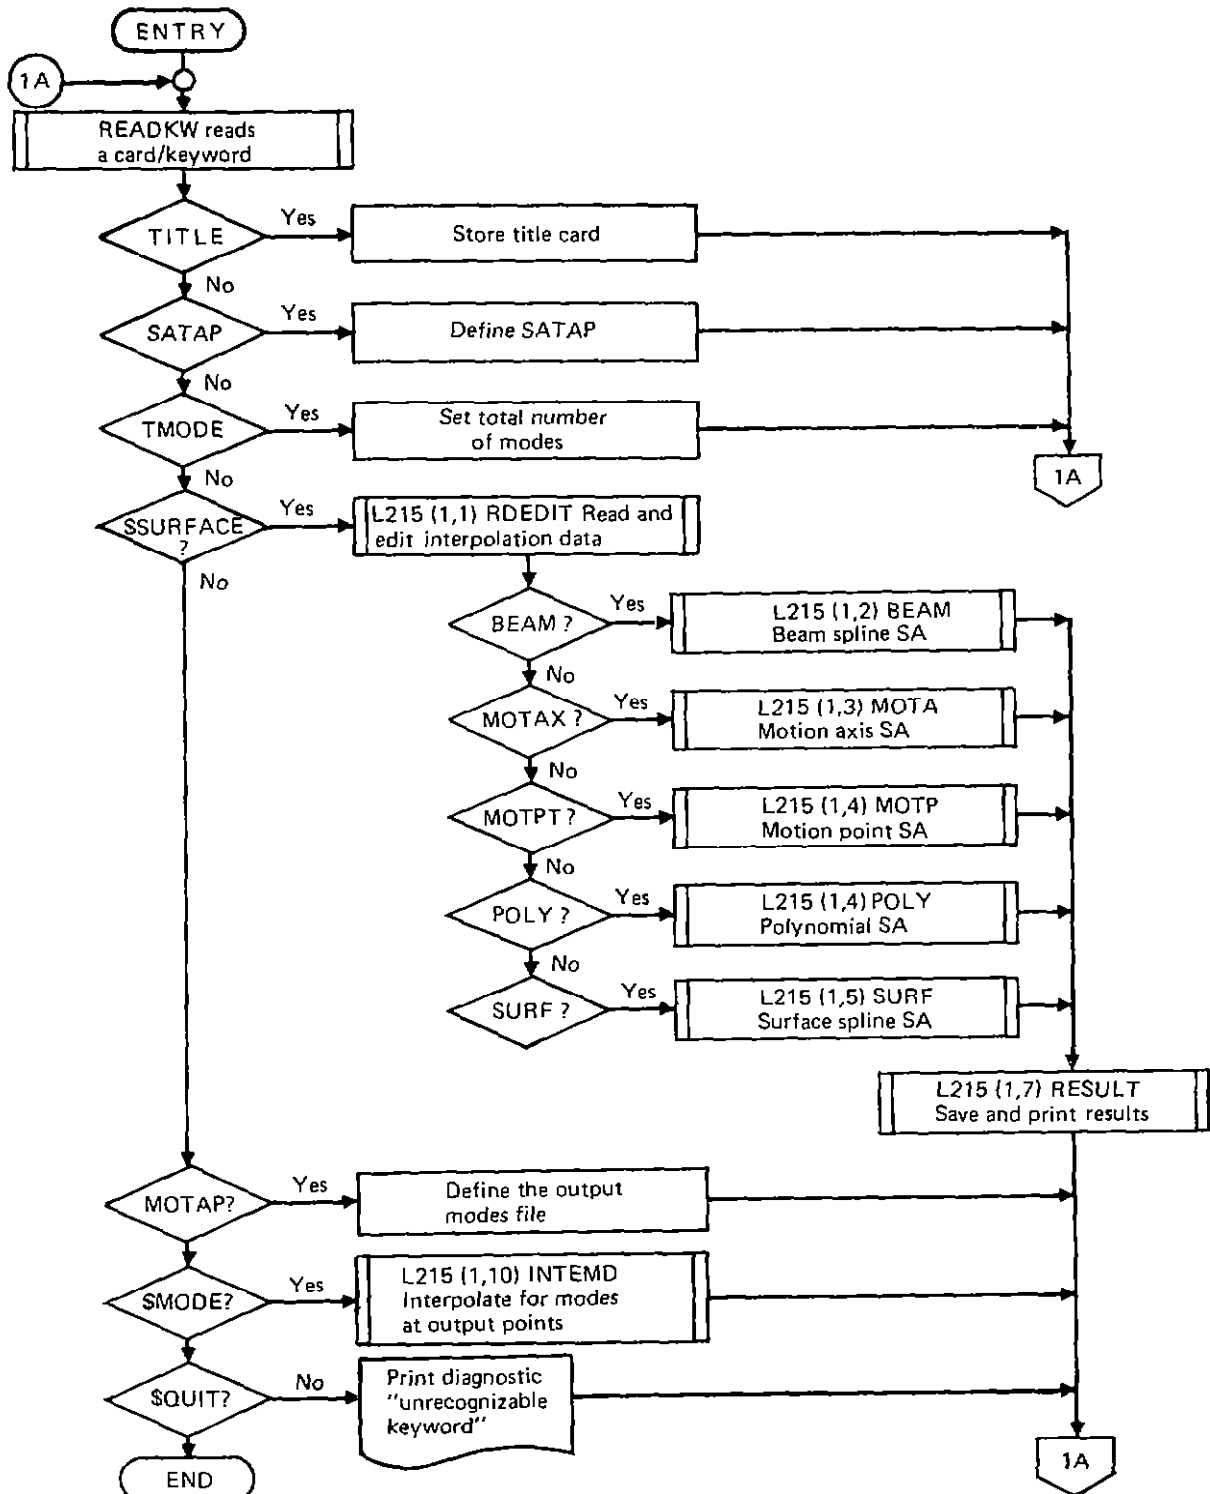 ENTRY
1A
READKW reads
a card/keyword
TITLE
Yes
Store title card
No
SATAP
Yes
Define SATAP
No
TMODE
Yes
Set total number
of modes
1A
No
$SURFACE
?
Yes
L215 (1,1) RDEDIT Read and
edit interpolation data
No
BEAM ?
Yes
L215 (1,2) BEAM
Beam spline SA
No
MOTAX ?
Yes
L215 (1,3) MOTA
Motion axis SA
No
MOTPT ?
Yes
L215 (1,4) MOTP
Motion point SA
No
POLY ?
Yes
L215 (1,4) POLY
Polynomial SA
No
SURF ?
Yes
L215 (1,5) SURF
Surface spline SA
L215 (1,7) RESULT
Save and print results
MOTAP?
Yes
Define the output
modes file
$MODE?
Yes
L215 (1,10) INTEMD
Interpolate for modes
at output points
$QUIT?
No
Print diagnostic
"unrecognizable
keyword"
1A
END